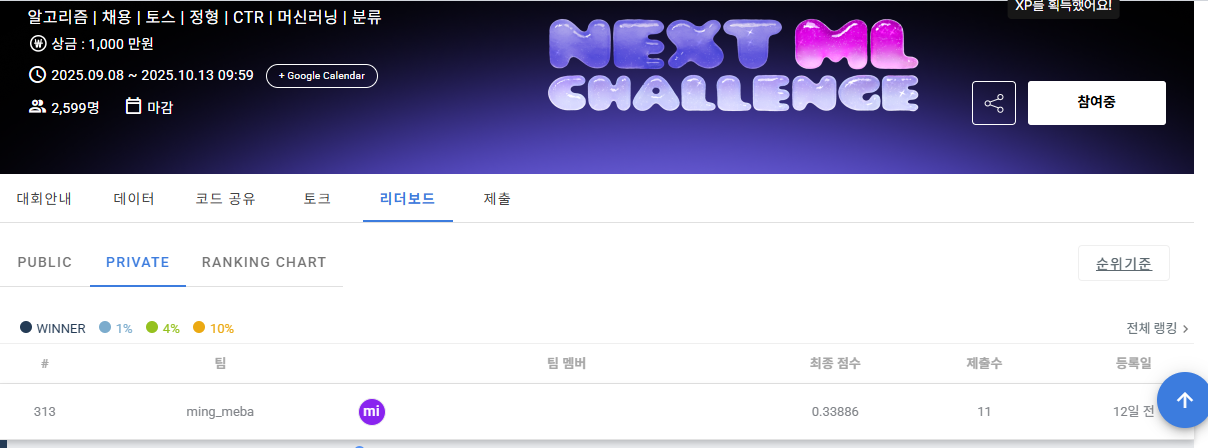 알고리즘 | 채용 | 토스 | 정형 | CTR | 머신러닝 | 분류
XP를 획득했어요!
상금 : 1,000 만원
2025.09.08 ~ 2025.10.13 09:59 + Google Calendar
2,599명 마감
NEXT ML
CHALLENGE
참여중
대회안내 데이터 코드 공유 토크 리더보드 제출
PUBLIC PRIVATE RANKING CHART
순위기준
WINNER 1% 4% 10% 전체 랭킹 >
# 팀 팀 멤버 최종 점수 제출수 등록일
313 ming_meba mi 0.33886 11 12일 전